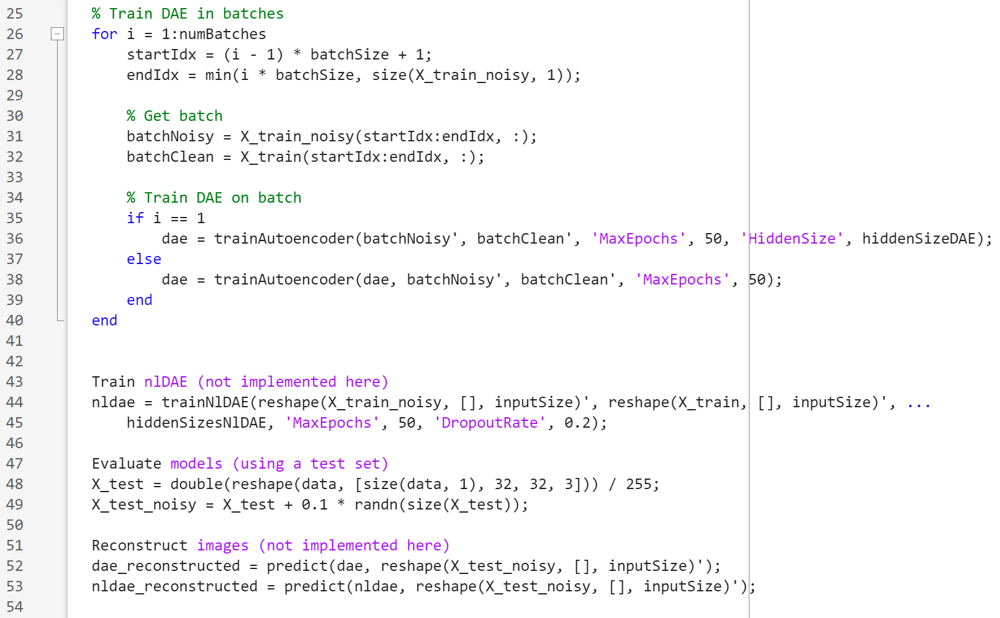 25 % Train DAE in batches
26 for i = 1:numBatches
27 startIdx = (i - 1) * batchSize + 1;
28 endIdx = min(i * batchSize, size(X_train_noisy, 1));
29
30 % Get batch
31 batchNoisy = X_train_noisy(startIdx:endIdx, :);
32 batchClean = X_train(startIdx:endIdx, :);
33
34 % Train DAE on batch
35 if i == 1
36 dae = trainAutoencoder(batchNoisy', batchClean', 'MaxEpochs', 50, 'HiddenSize', hiddenSizeDAE);
37 else
38 dae = trainAutoencoder(dae, batchNoisy', batchClean', 'MaxEpochs', 50);
39 end
40 end
41
42
43 Train nlDAE (not implemented here)
44 nldae = trainNlDAE(reshape(X_train_noisy, [], inputSize)', reshape(X_train, [], inputSize)', ...
45 hiddenSizesNlDAE, 'MaxEpochs', 50, 'DropoutRate', 0.2);
46
47 Evaluate models (using a test set)
48 X_test = double(reshape(data, [size(data, 1), 32, 32, 3])) / 255;
49 X_test_noisy = X_test + 0.1 * randn(size(X_test));
50
51 Reconstruct images (not implemented here)
52 dae_reconstructed = predict(dae, reshape(X_test_noisy, [], inputSize)');
53 nldae_reconstructed = predict(nldae, reshape(X_test_noisy, [], inputSize)');
54